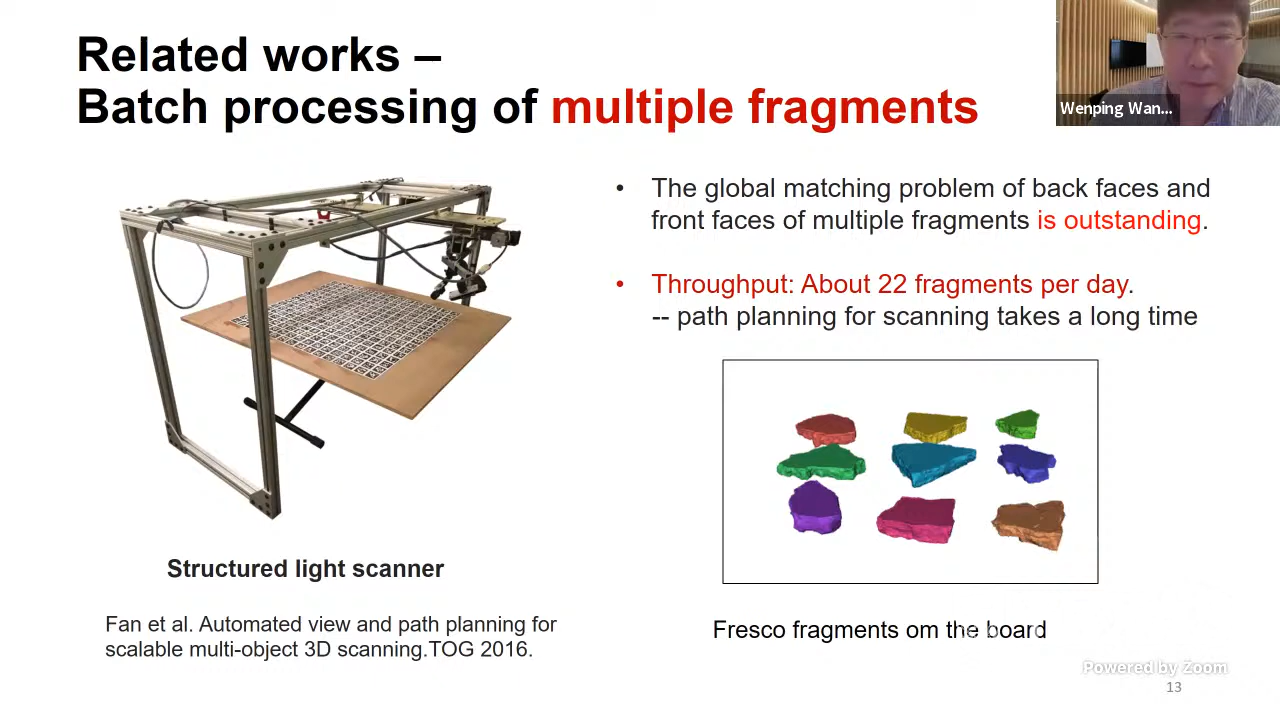 Related works –
Batch processing of multiple fragments
Wenping Wan...
• The global matching problem of back faces and
front faces of multiple fragments is outstanding.
• Throughput: About 22 fragments per day.
-- path planning for scanning takes a long time
Structured light scanner
Fan et al. Automated view and path planning for
scalable multi-object 3D scanning.TOG 2016.
Fresco fragments om the board
Powered by Zoom
13